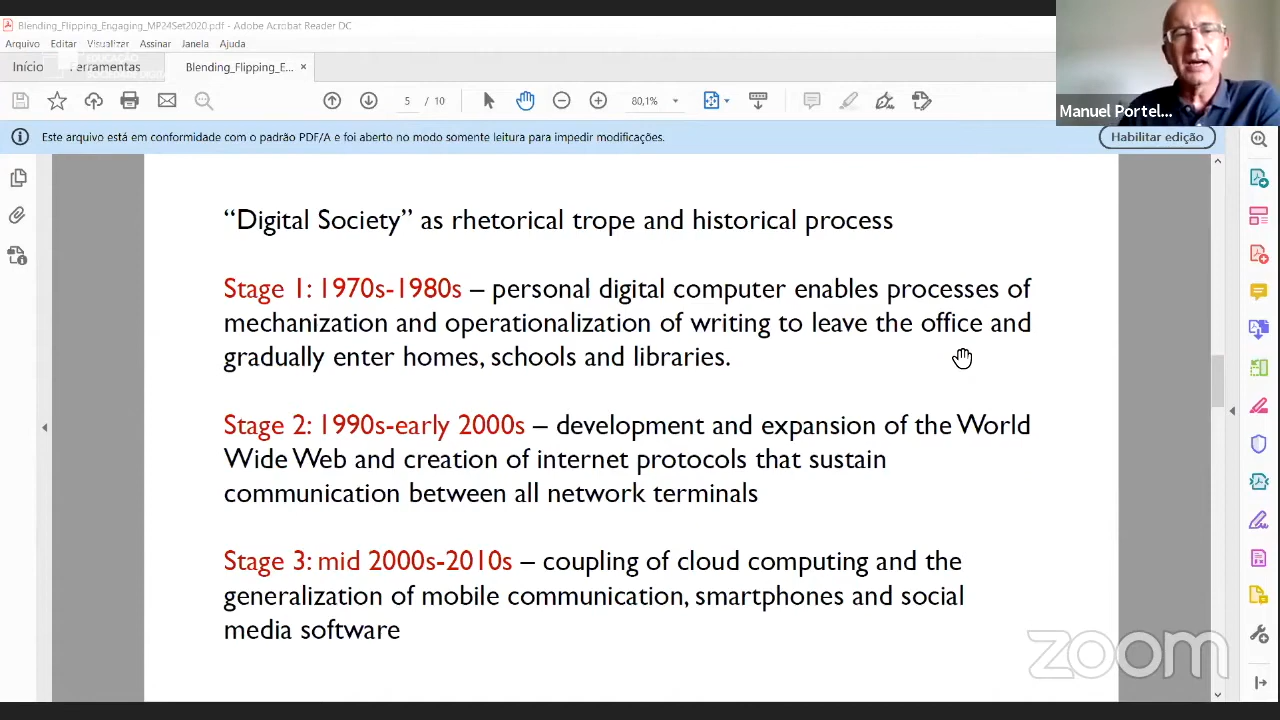 Blending_Flipping_Engaging_MP24Set2020.pdf - Adobe Acrobat Reader DC
Arquivo Editar Visualizar Assinar Janela Ajuda
Início Ferramentas Blending_Flipping_E... ×
EDUCAÇÃO
SOCIEDADE DIGITAL
5 / 10 80,1%
Manuel Portel...
Este arquivo está em conformidade com o padrão PDF/A e foi aberto no modo somente leitura para impedir modificações. Habilitar edição
“Digital Society” as rhetorical trope and historical process
Stage 1: 1970s-1980s – personal digital computer enables processes of
mechanization and operationalization of writing to leave the office and
gradually enter homes, schools and libraries.
Stage 2: 1990s-early 2000s – development and expansion of the World
Wide Web and creation of internet protocols that sustain
communication between all network terminals
Stage 3: mid 2000s-2010s – coupling of cloud computing and the
generalization of mobile communication, smartphones and social
media software
zoom